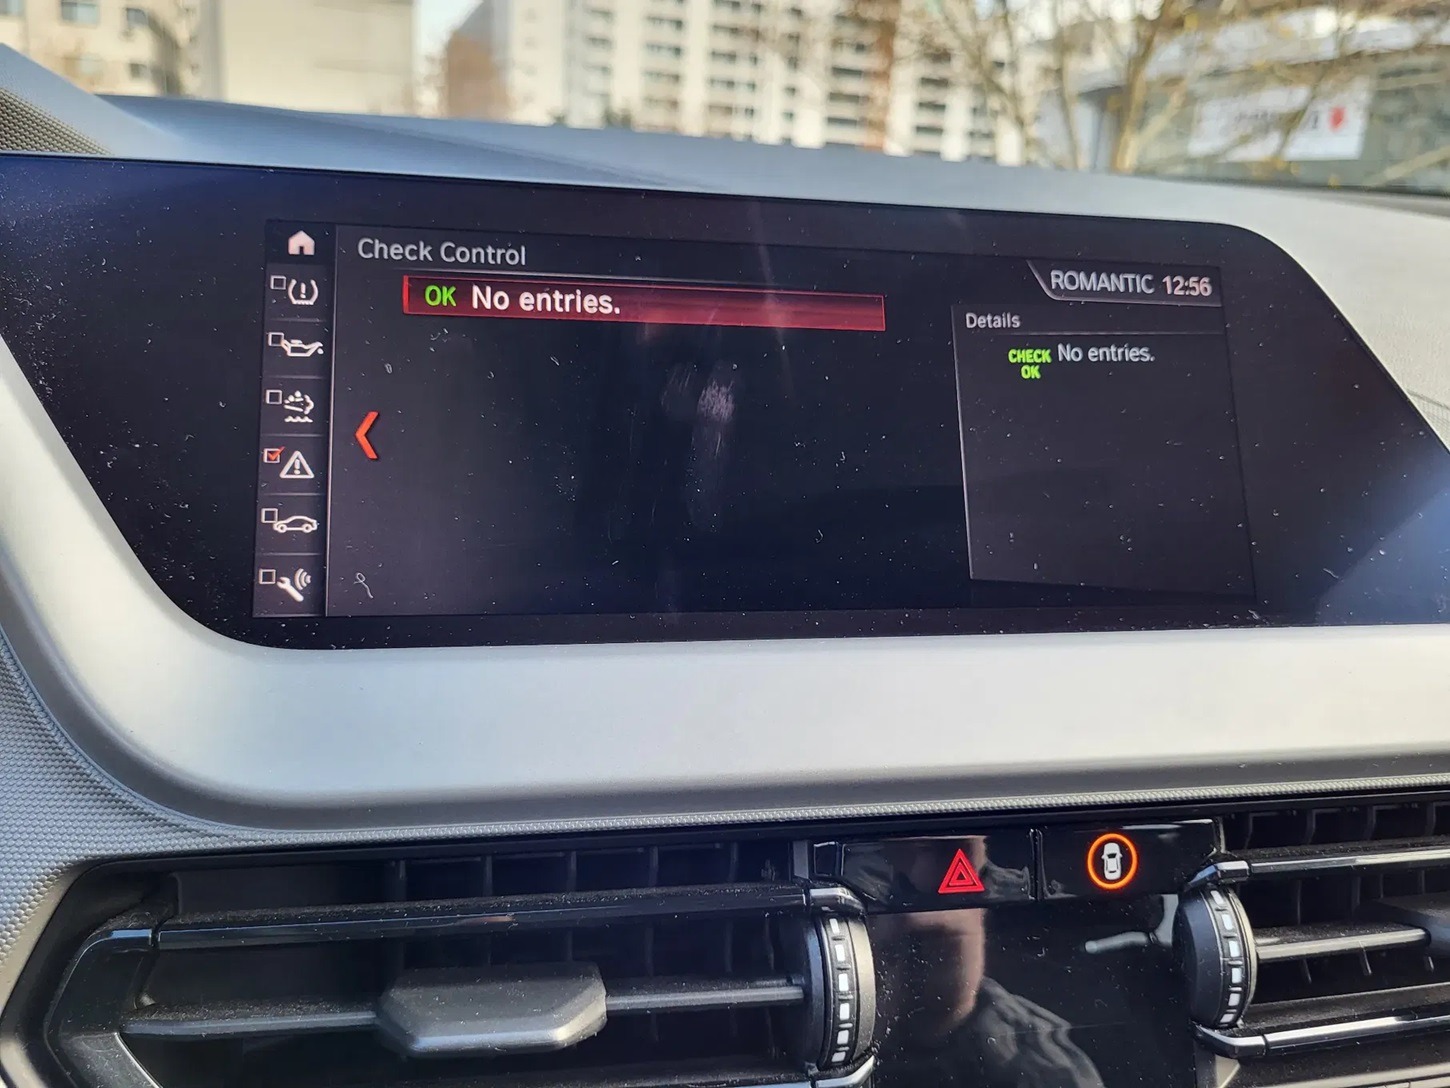 Check Control
ROMANTIC 12:56
OK No entries.
Details
CHECK OK No entries.